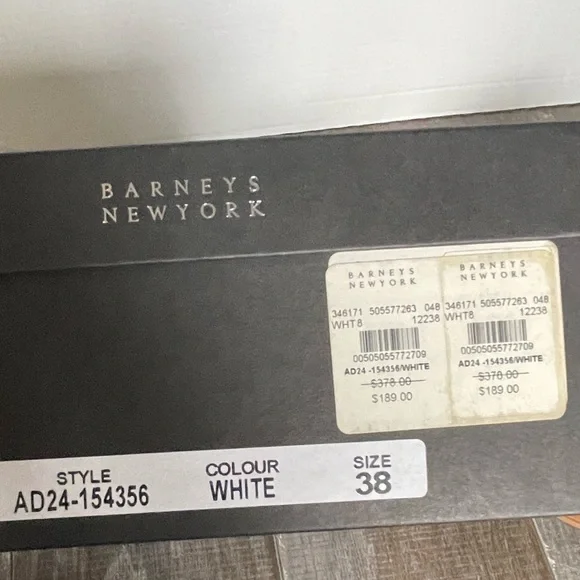 BARNEYS
NEWYORK
BARNEYS
NEWYORK
346171 505577263 048
WHT8 12238
00505055772709
AD24 -154356/WHITE
$378.00
$189.00
BARNEYS
NEWYORK
346171 505577263 048
WHT8 12238
00505055772709
AD24 -154356/WHITE
$378.00
$189.00
STYLE
AD24-154356
COLOUR
WHITE
SIZE
38